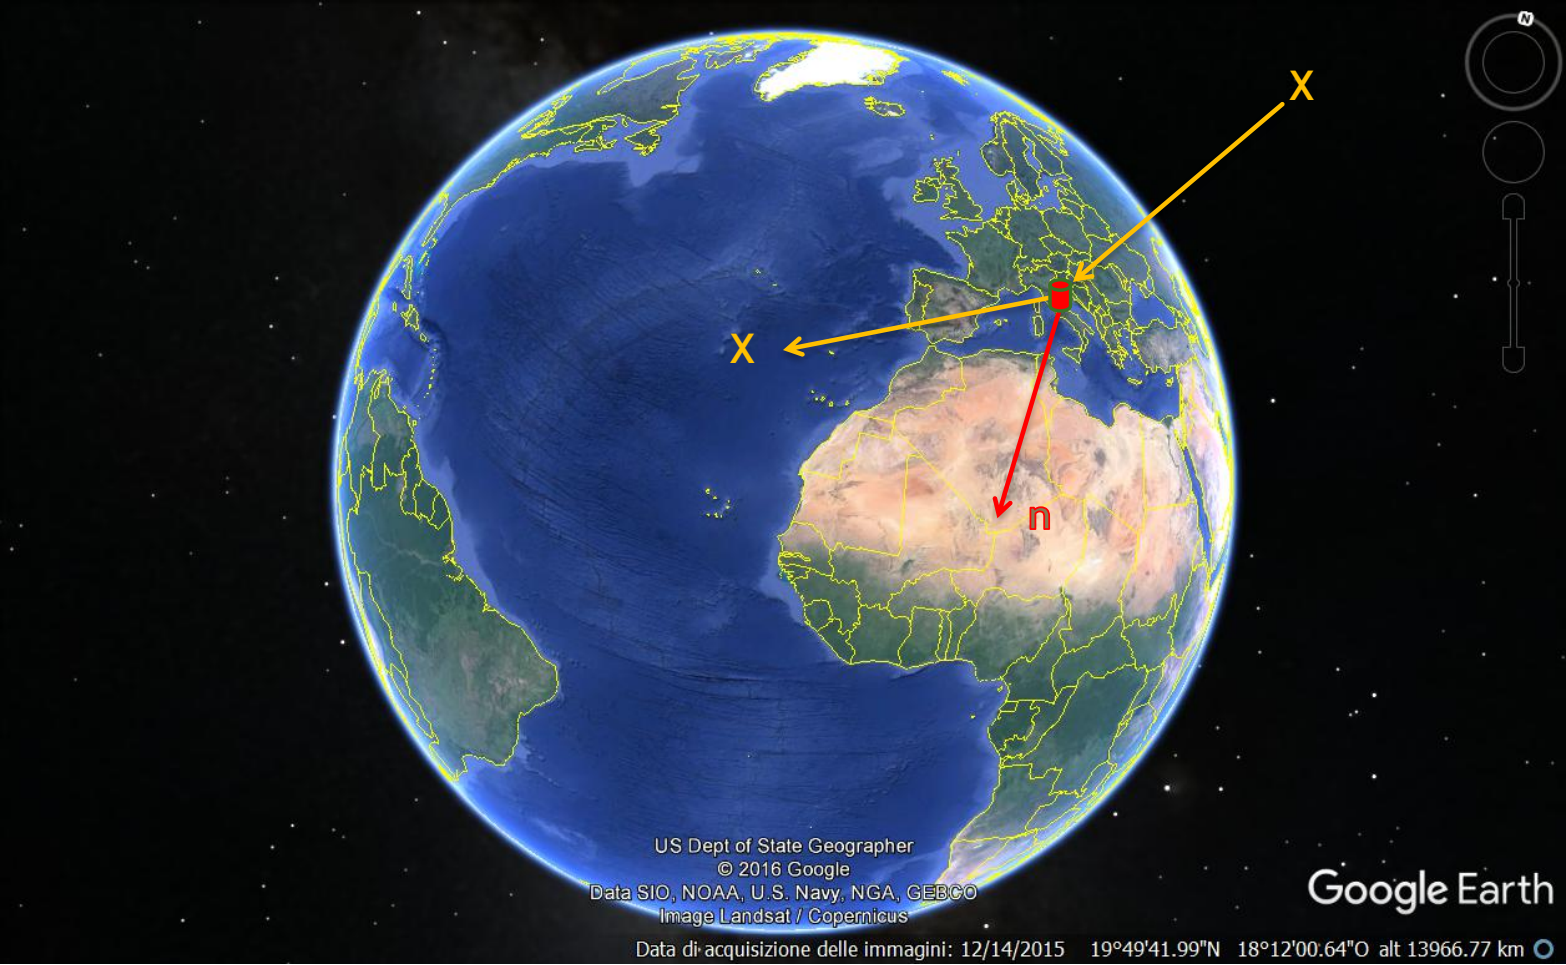 N
X
X
n
US Dept of State Geographer
© 2016 Google
Data SIO, NOAA, U.S. Navy, NGA, GEBCO
Image Landsat / Copernicus
Google Earth
Data di acquisizione delle immagini: 12/14/2015 19°49'41.99"N 18°12'00.64"O alt 13966.77 km